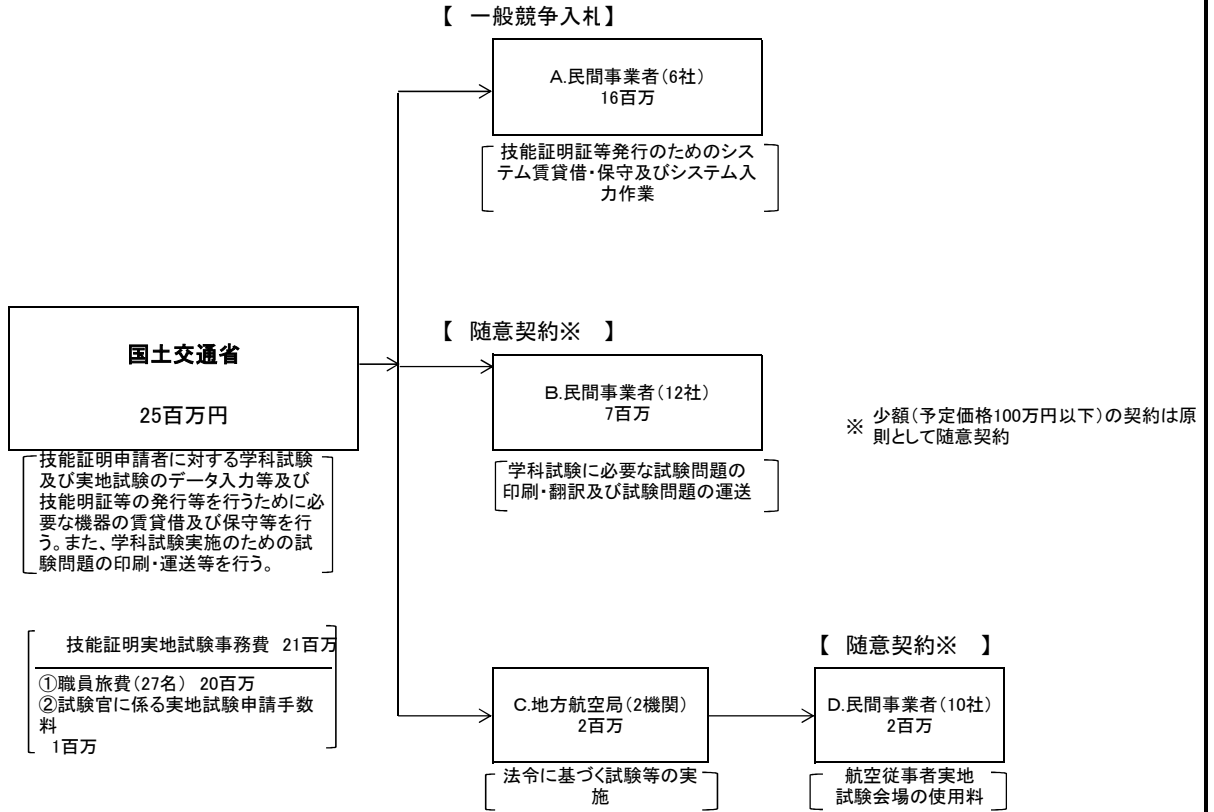 【 一般競争入札】
A.民間事業者(6社)
16百万
技能証明証等発行のためのシス
テム賃貸借・保守及びシステム入
力作業
国土交通省
25百万円
技能証明申請者に対する学科試験
及び実地試験のデータ入力等及び
技能明証等の発行等を行うために必
要な機器の賃貸借及び保守等を行
う。また、学科試験実施のための試
験問題の印刷・運送等を行う。
【 随意契約※ 】
B.民間事業者(12社)
7百万
学科試験に必要な試験問題の
印刷・翻訳及び試験問題の運送
※ 少額(予定価格100万円以下)の契約は原
則として随意契約
技能証明実地試験事務費 21百万
①職員旅費(27名) 20百万
②試験官に係る実地試験申請手数
料
1百万
C.地方航空局(2機関)
2百万
法令に基づく試験等の実
施
【 随意契約※ 】
D.民間事業者(10社)
2百万
航空従事者実地
試験会場の使用料